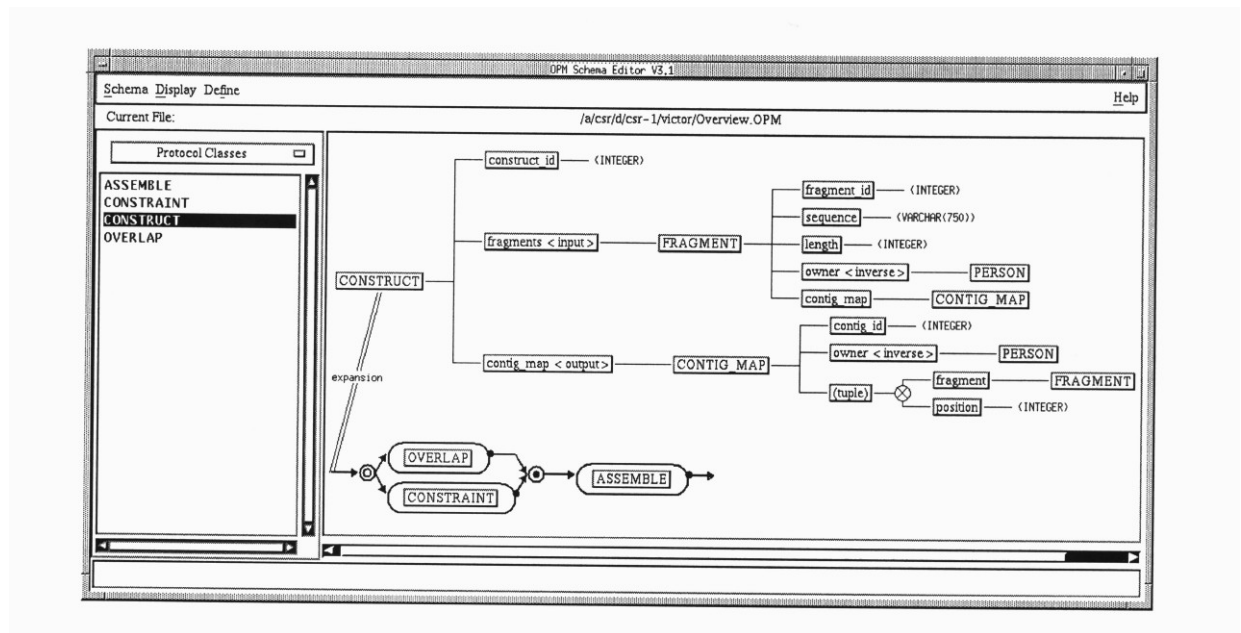 OPM Schema Editor V3.1
Schema Display Define
Help
Current File:
/a/csr/d/csr-1/victor/Overview.OPM
Protocol Classes
ASSEMBLE
CONSTRAINT
CONSTRUCT
OVERLAP
construct_id
(INTEGER)
fragment_id
(INTEGER)
sequence
(VARCHAR(750))
fragments < input >
FRAGMENT
length
(INTEGER)
owner < inverse >
PERSON
CONSTRUCT
contig_map
CONTIG_MAP
contig_id
(INTEGER)
owner < inverse >
PERSON
contig_map < output >
CONTIG_MAP
expansion
fragment
FRAGMENT
(tuple)
position
(INTEGER)
OVERLAP
ASSEMBLE
CONSTRAINT